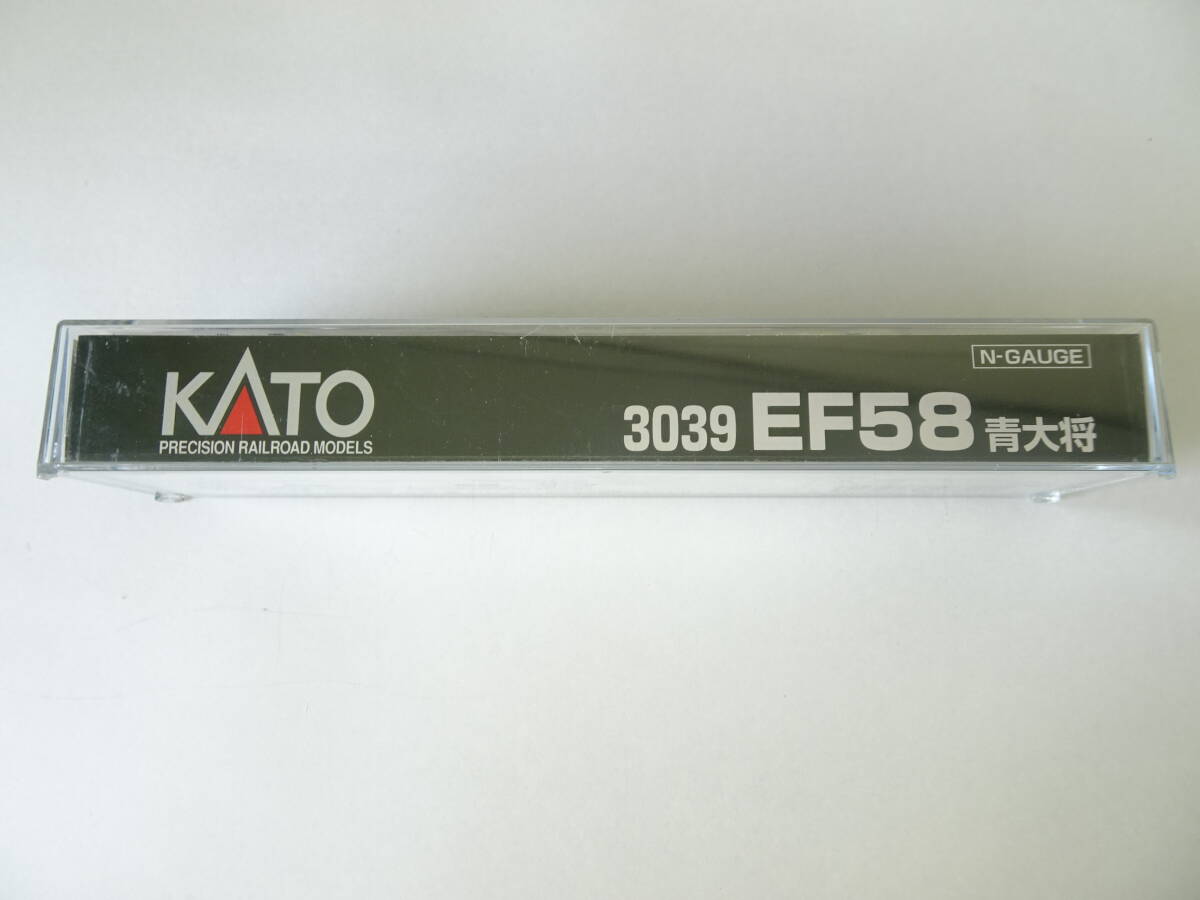 KATO
PRECISION RAILROAD MODELS
N-GAUGE
3039 EF58 青大将